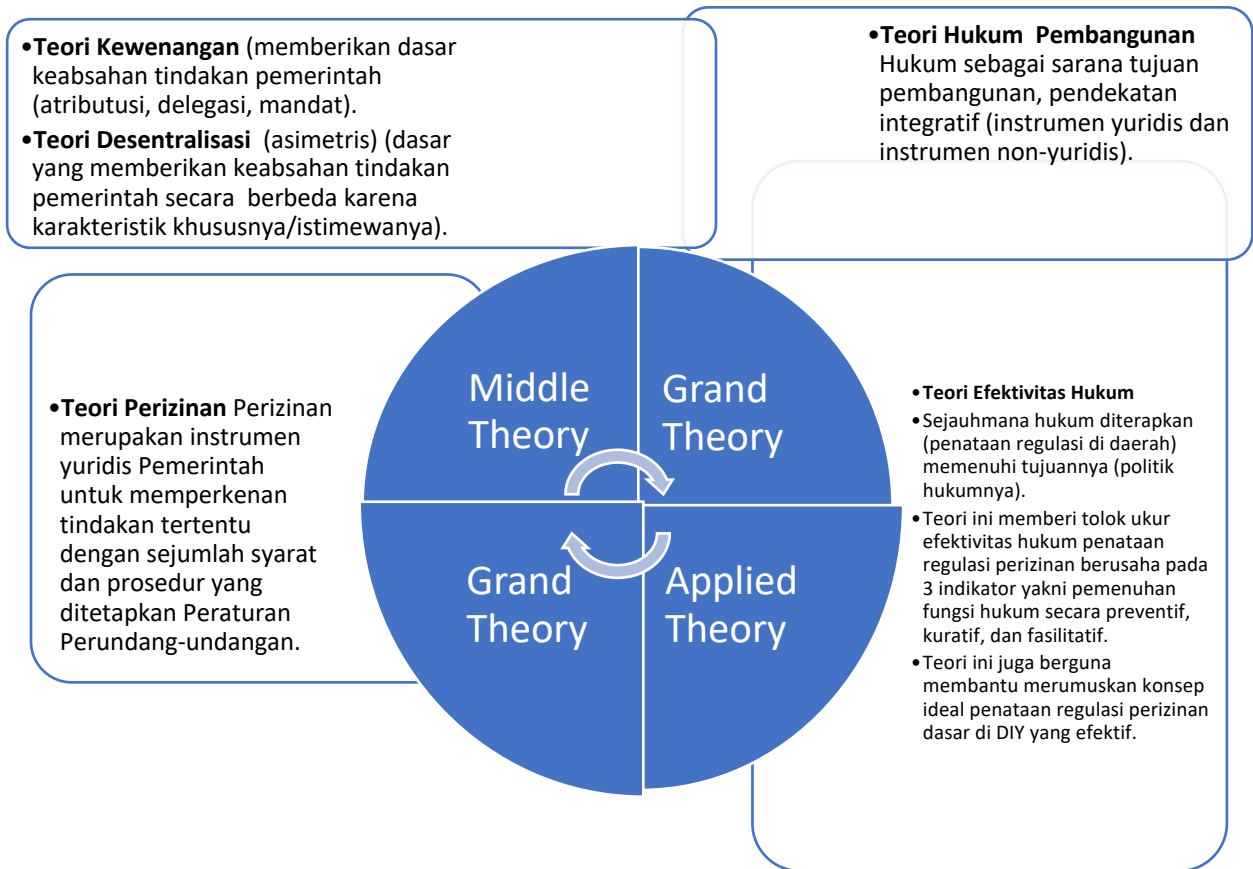 •Teori Kewenangan (memberikan dasar
keabsahan tindakan pemerintah
(atributusi, delegasi, mandat).
•Teori Desentralisasi (asimetris) (dasar
yang memberikan keabsahan tindakan
pemerintah secara berbeda karena
karakteristik khususnya/istimewanya).
•Teori Hukum Pembangunan
Hukum sebagai sarana tujuan
pembangunan, pendekatan
integratif (instrumen yuridis dan
instrumen non-yuridis).
Middle
Theory
Grand
Theory
•Teori Perizinan Perizinan
merupakan instrumen
yuridis Pemerintah
untuk memperkenan
tindakan tertentu
dengan sejumlah syarat
dan prosedur yang
ditetapkan Peraturan
Perundang-undangan.
Grand
Theory
Applied
Theory
•Teori Efektivitas Hukum
•Sejauhmana hukum diterapkan
(penataan regulasi di daerah)
memenuhi tujuannya (politik
hukumnya).
•Teori ini memberi tolok ukur
efektivitas hukum penataan
regulasi perizinan berusaha pada
3 indikator yakni pemenuhan
fungsi hukum secara preventif,
kuratif, dan fasilitatif.
•Teori ini juga berguna
membantu merumuskan konsep
ideal penataan regulasi perizinan
dasar di DIY yang efektif.